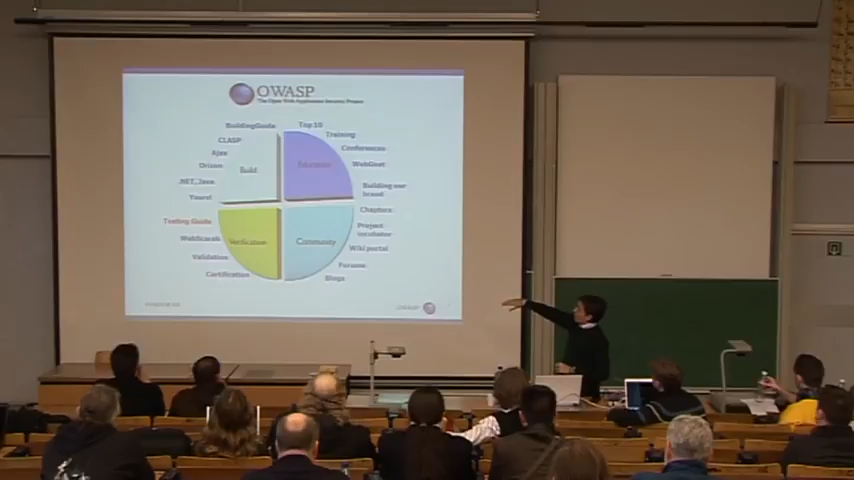 OWASP
The Open Web Application Security Project
BuildingGuide
Top 10
CLASP
Training
Ajax
Conferences
Orizon
Build
Education
WebGoat
.NET, Java
Building our
brand
Yours!
Chapters
Testing Guide
Project
incubator
WebScarab
Verification
Community
Wiki portal
Validation
Forums
Certification
Blogs
OWASP